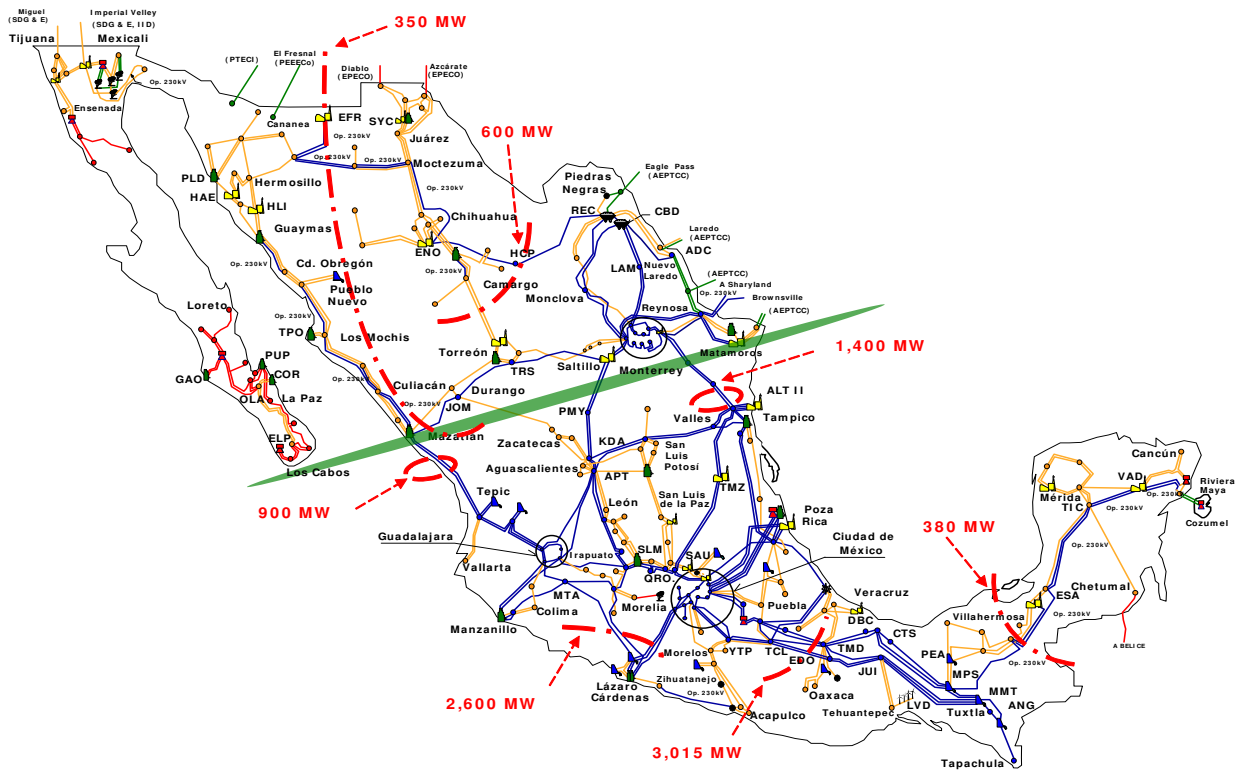 Miguel
(SDG & E)
Imperial Velley
(SDG & E, I I D)
Tijuana
Mexicali
Op. 230kV
Ensenada
350 MW
(PTECI)
El Fresnal
(PEEECo)
Diablo
(EPECO)
Azcárate
(EPECO)
Cananea
EFR
SYC
Juárez
Op. 230kV
Op. 230kV
Op. 230kV
Moctezuma
600 MW
PLD
HAE
Hermosillo
HLI
Guaymas
Op. 230kV
Chihuahua
ENO
HCP
Eagle Pass
(AEPTCC)
Piedras
Negras
REC
CBD
Laredo
(AEPTCC)
ADC
Op. 230kV
Cd. Obregón
Pueblo
Nuevo
Camargo
LAM
Nuevo
Laredo
(AEPTCC)
A Sharyland
Op. 230kV
Brownsville
(AEPTCC)
Monclova
Reynosa
Loreto
Op. 230kV
TPO
Los Mochis
Torreón
TRS
Saltillo
Monterrey
Matamoros
1,400 MW
PUP
COR
GAO
OLA
La Paz
Op. 230kV
Culiacán
Op. 230kV
Durango
JOM
PMY
Valles
ALT II
Tampico
ELP
Los Cabos
Mazatlán
Zacatecas
KDA
San
Luis
Potosí
Aguascalientes
APT
900 MW
Tepic
León
San Luis
de la Paz
TMZ
Poza
Rica
Cancún
VAD
Mérida
TIC
Op. 230kV
Riviera
Maya
Cozumel
Guadalajara
Irapuato
SLM
SAU
QRO.
Ciudad de
México
380 MW
Op. 230kV
Vallarta
MTA
Colima
Morelia
Puebla
Veracruz
DBC
Chetumal
ESA
Op. 230kV
Manzanillo
Villahermosa
CTS
A BELICE
2,600 MW
Morelos
YTP
TCL
EDO
TMD
JUI
PEA
MPS
Op. 230kV
Lázaro
Cárdenas
Zihuatanejo
Op. 230kV
Oaxaca
MMT
ANG
Acapulco
Tehuantepec
LVD
Tuxtla
3,015 MW
Tapachula